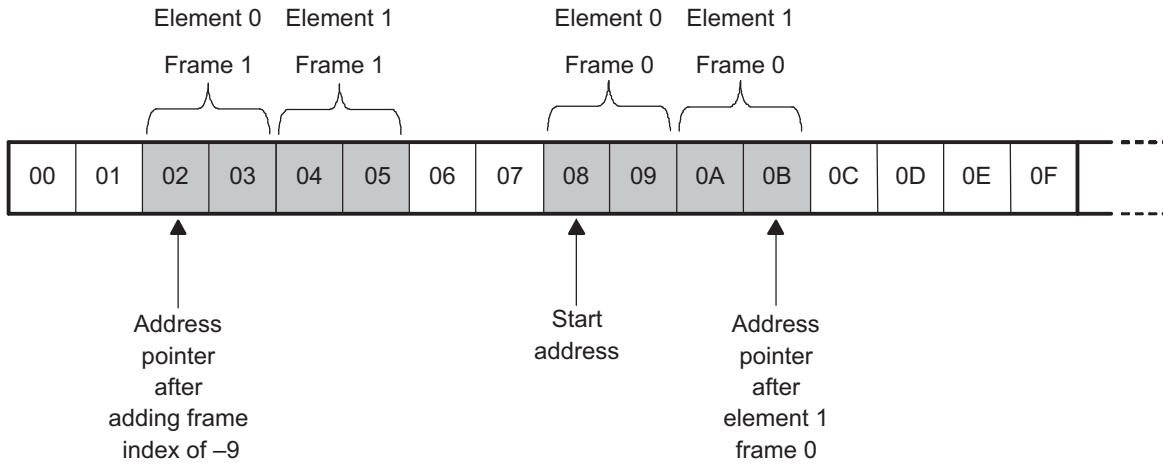 Element 0 Element 1 Element 0 Element 1
Frame 1 Frame 1 Frame 0 Frame 0
00 01 02 03 04 05 06 07 08 09 0A 0B 0C 0D 0E 0F
Address
pointer
after
adding frame
index of –9
Start
address
Address
pointer
after
element 1
frame 0